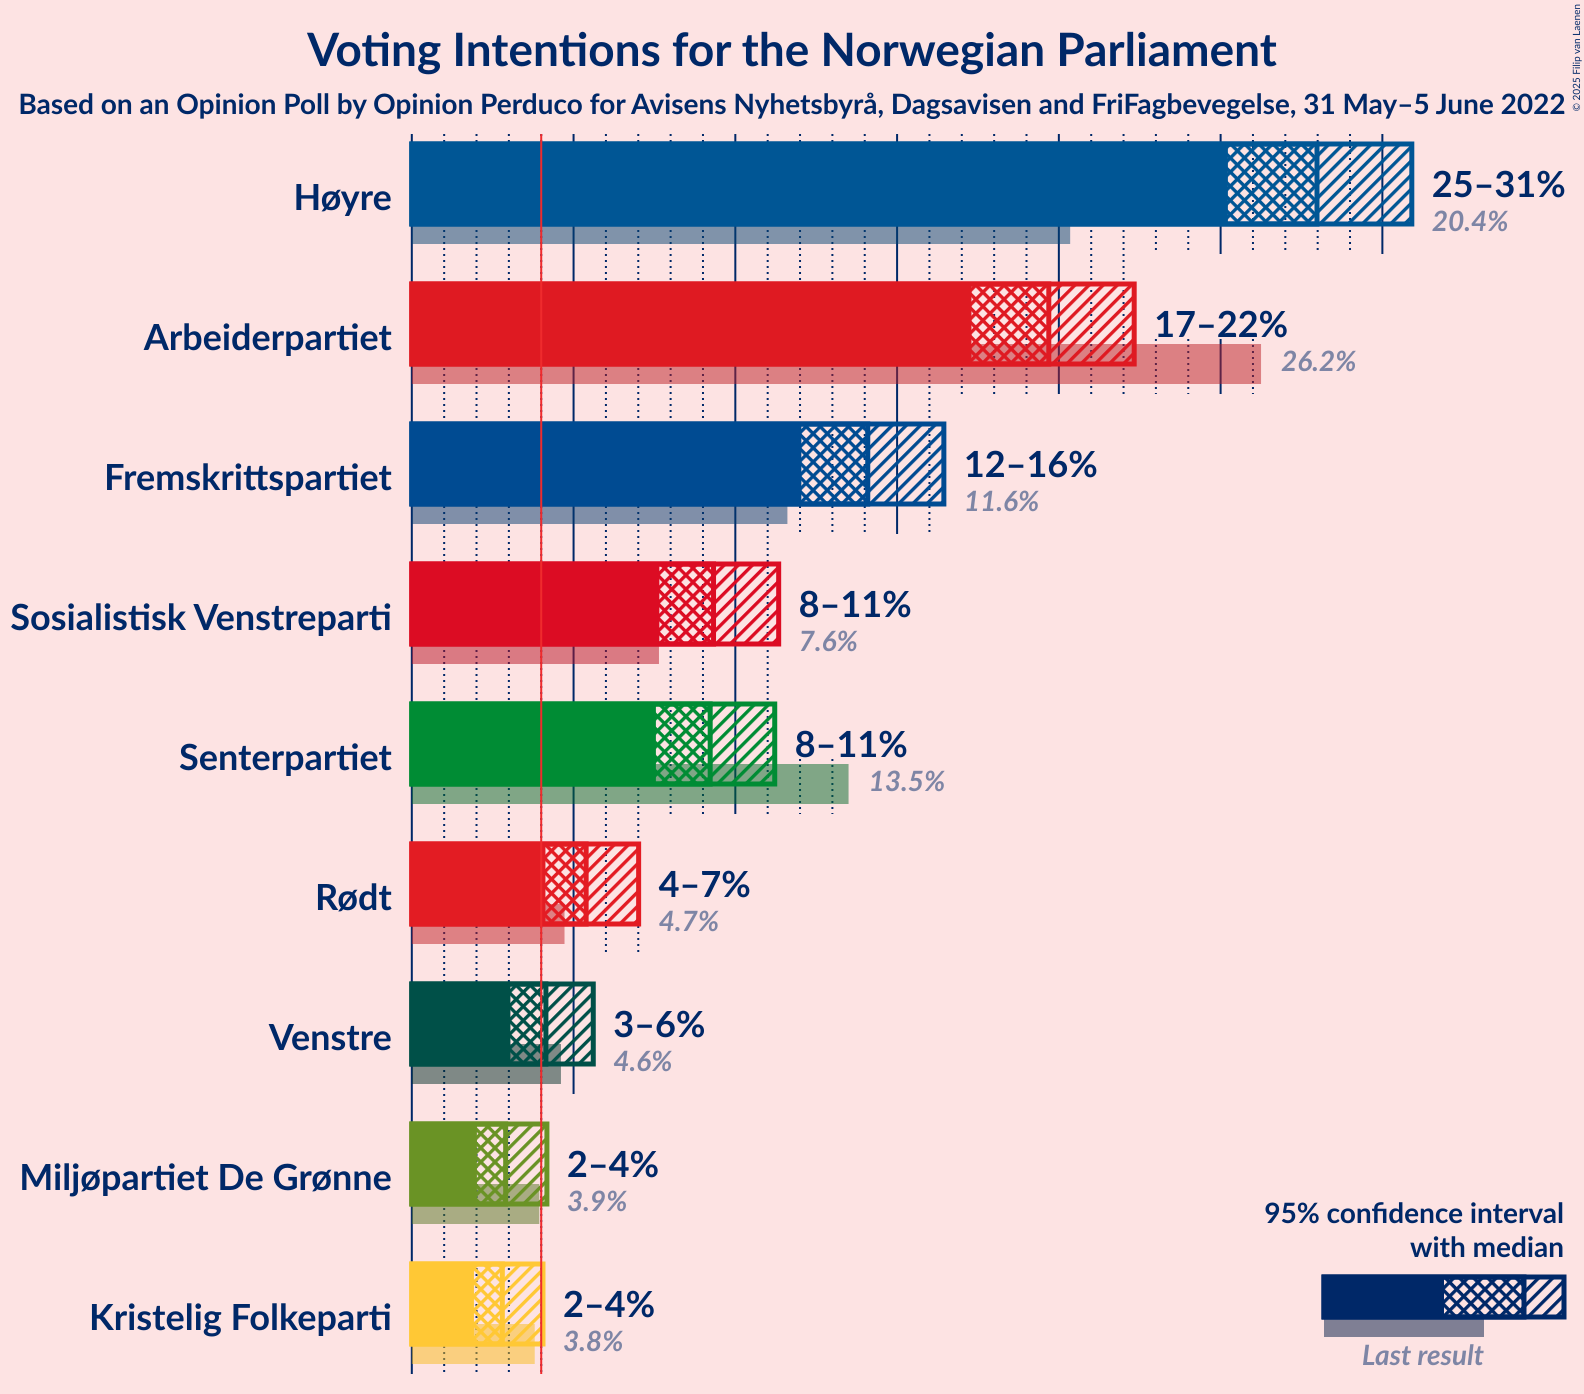 Voting Intentions for the Norwegian Parliament
Based on an Opinion Poll by Opinion Perduco for Avisens Nyhetsbyrå, Dagsavisen and FriFagbevegelse, 31 May–5 June 2022
© 2025 Filip van Laenen
Høyre
25–31%
20.4%
Arbeiderpartiet
17–22%
26.2%
Fremskrittspartiet
12–16%
11.6%
Sosialistisk Venstreparti
8–11%
7.6%
Senterpartiet
8–11%
13.5%
Rødt
4–7%
4.7%
Venstre
3–6%
4.6%
Miljøpartiet De Grønne
2–4%
3.9%
Kristelig Folkeparti
2–4%
3.8%
95% confidence interval
with median
Last result